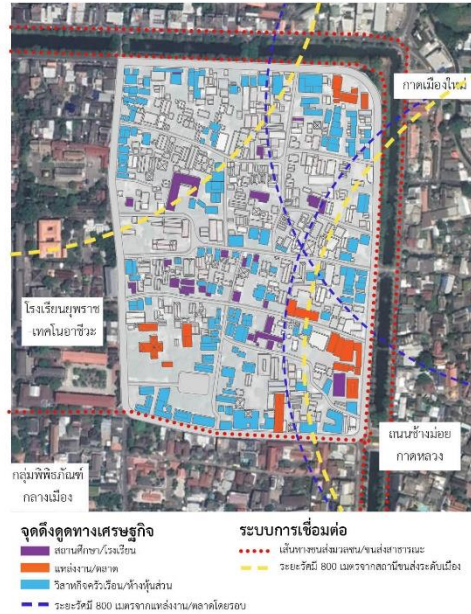 กาดเมืองใหม่
โรงเรียนยุพราช
เทคโนอาชีวะ
ถนนช้างม่อย
กาดหลวง
กลุ่มพิพิธภัณฑ์
กลางเมือง
จุดดึงดูดทางเศรษฐกิจ
สถานศึกษา/โรงเรียน
แหล่งงาน/ตลาด
วิสาหกิจครัวเรือน/ห้างหุ้นส่วน
ระยะรัศมี 800 เมตรจากแหล่งงาน/ตลาดโดยรอบ
ระบบการเชื่อมต่อ
เส้นทางขนส่งมวลชน/ขนส่งสาธารณะ
ระยะรัศมี 800 เมตรจากสถานีขนส่งระดับเมือง